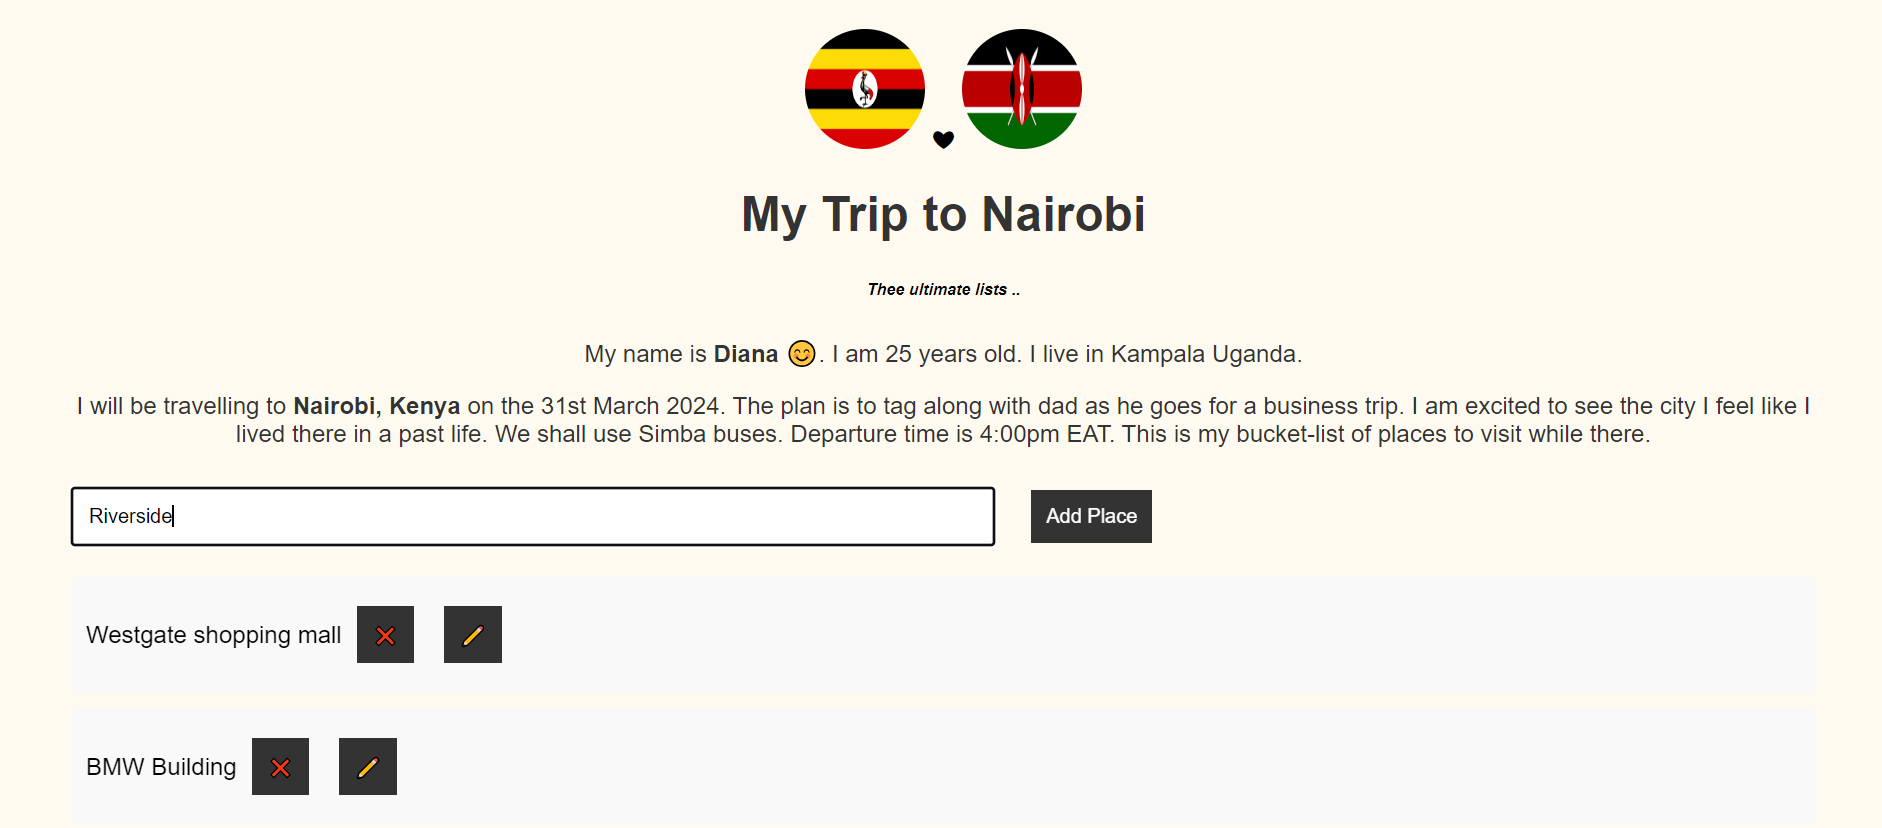 My Trip to Nairobi
Thee ultimate lists ..
My name is Diana 😊. I am 25 years old. I live in Kampala Uganda.
I will be travelling to Nairobi, Kenya on the 31st March 2024. The plan is to tag along with dad as he goes for a business trip. I am excited to see the city I feel like I
lived there in a past life. We shall use Simba buses. Departure time is 4:00pm EAT. This is my bucket-list of places to visit while there.
Riverside
Add Place
Westgate shopping mall
BMW Building